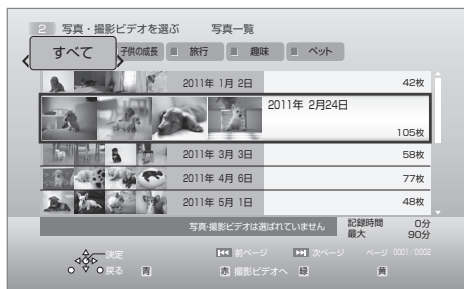 2 写真・撮影ビデオを選ぶ 写真一覧
すべて 子供の成長 旅行 趣味 ペット
2011年 1月 2日 42枚
2011年 2月24日
105枚
2011年 3月 3日 58枚
2011年 4月 6日 77枚
2011年 5月 1日 48枚
写真・撮影ビデオは選ばれていません 記録時間 0分
最大 90分
決定 前ページ 次ページ ページ 0001/0002
戻る 青 赤 撮影ビデオへ 緑 黄